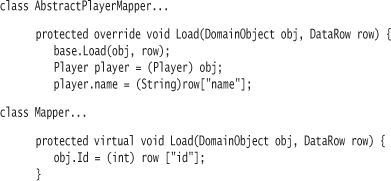 class AbstractPlayerMapper...
protected override void Load(DomainObject obj, DataRow row) {
base.Load(obj, row);
Player player = (Player) obj;
player.name = (String)row["name"];
class Mapper...
protected virtual void Load(DomainObject obj, DataRow row) {
obj.Id = (int) row ["id"];
}